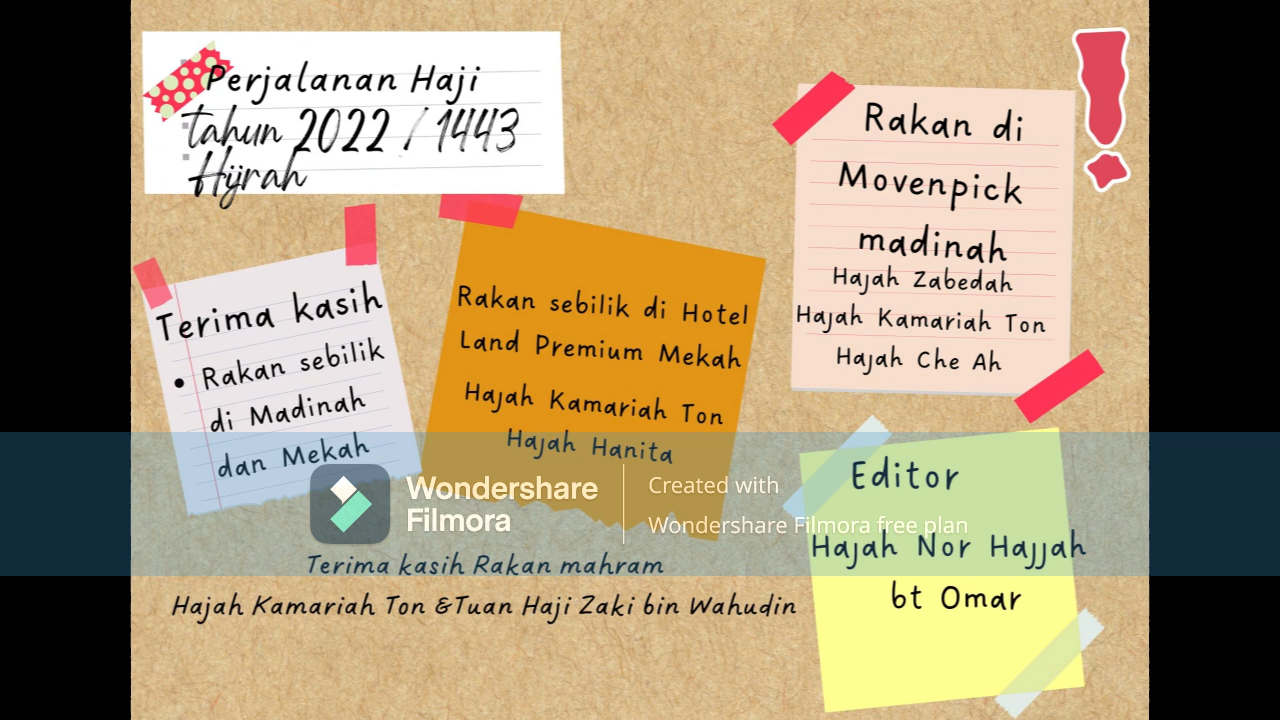 Perjalanan Haji
tahun 2022 / 1443
Hijrah
Terima kasih
• Rakan sebilik
di Madinah
dan Mekah
Rakan sebilik di Hotel
Land Premium Mekah
Hajah Kamariah Ton
Hajah Hanita
Rakan di
Movenpick
madinah
Hajah Zabedah
Hajah Kamariah Ton
Hajah Che Ah
Wondershare
Filmora
Created with
Wondershare Filmora free plan
Editor
Hajah Nor Hajjah
bt Omar
Terima kasih Rakan mahram
Hajah Kamariah Ton &Tuan Haji Zaki bin Wahudin